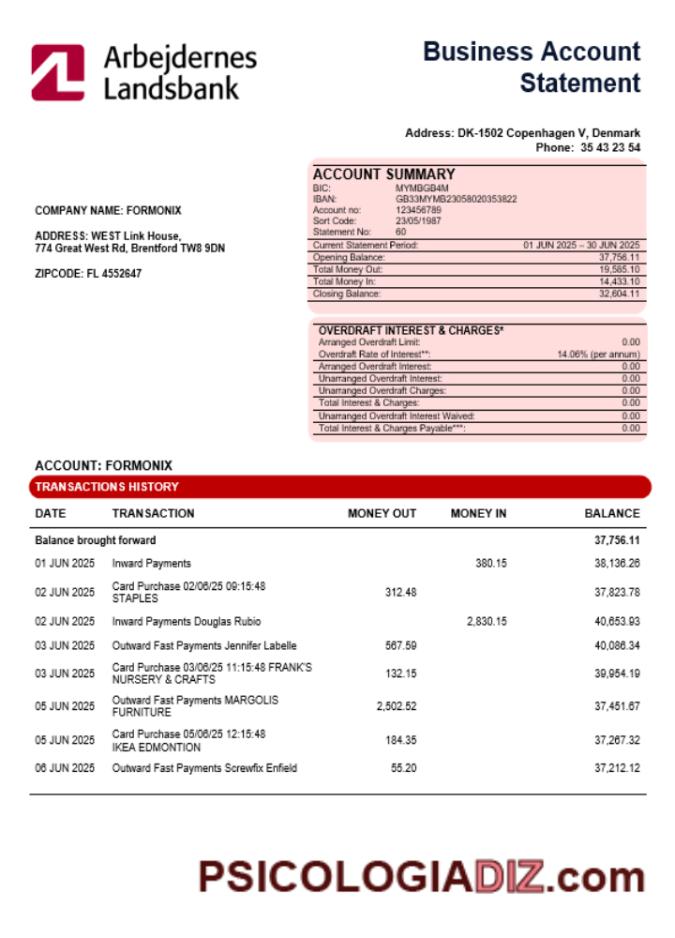 Arbejdernes
Landsbank
Business Account
Statement
Address: DK-1502 Copenhagen V, Denmark
Phone: 35 43 23 54
COMPANY NAME: FORMONIX
ADDRESS: WEST Link House,
774 Great West Rd, Brentford TW8 9DN
ZIPCODE: FL 4552647
ACCOUNT SUMMARY
BIC: MYMBGB4M
IBAN: GB33MYMB23058020353822
Account no: 123456789
Sort Code: 23/05/1987
Statement No: 60
Current Statement Period: 01 JUN 2025 – 30 JUN 2025
Opening Balance: 37,756.11
Total Money Out: 19,585.10
Total Money In: 14,433.10
Closing Balance: 32,604.11
OVERDRAFT INTEREST & CHARGES*
Arranged Overdraft Limit: 0.00
Overdraft Rate of Interest**: 14.06% (per annum)
Arranged Overdraft Interest: 0.00
Unarranged Overdraft Interest: 0.00
Unarranged Overdraft Charges: 0.00
Total Interest & Charges: 0.00
Unarranged Overdraft Interest Waived: 0.00
Total Interest & Charges Payable***: 0.00
ACCOUNT: FORMONIX
TRANSACTIONS HISTORY
DATE TRANSACTION MONEY OUT MONEY IN BALANCE
Balance brought forward 37,756.11
01 JUN 2025 Inward Payments 380.15 38,136.26
02 JUN 2025 Card Purchase 02/06/25 09:15:48
STAPLES 312.48 37,823.78
02 JUN 2025 Inward Payments Douglas Rubio 2,830.15 40,653.93
03 JUN 2025 Outward Fast Payments Jennifer Labelle 567.59 40,086.34
03 JUN 2025 Card Purchase 03/06/25 11:15:48 FRANK'S
NURSERY & CRAFTS 132.15 39,954.19
05 JUN 2025 Outward Fast Payments MARGOLIS
FURNITURE 2,502.52 37,451.67
05 JUN 2025 Card Purchase 05/06/25 12:15:48
IKEA EDMONTION 184.35 37,267.32
06 JUN 2025 Outward Fast Payments Screwfix Enfield 55.20 37,212.12
PSICOLOGIADIZ.com